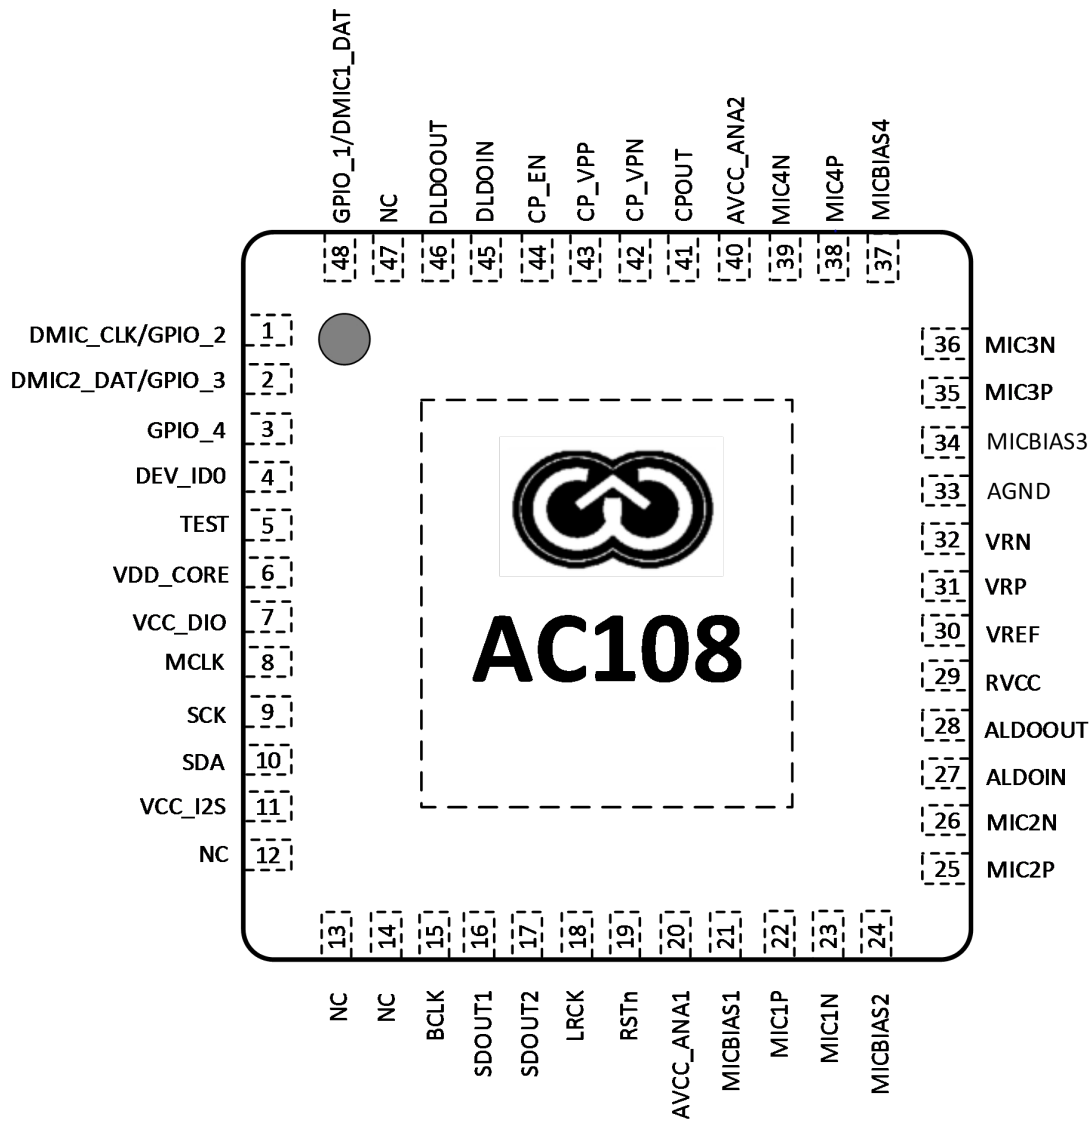 GPIO_1/DMIC1_DAT
NC
DLDOOUT
DLDOIN
CP_EN
CP_VPP
CP_VPN
CPOUT
AVCC_ANA2
MIC4N
MIC4P
MICBIAS4
48 47 46 45 44 43 42 41 40 39 38 37
DMIC_CLK/GPIO_2 1
DMIC2_DAT/GPIO_3 2
GPIO_4 3
DEV_ID0 4
TEST 5
VDD_CORE 6
VCC_DIO 7
MCLK 8
SCK 9
SDA 10
VCC_I2S 11
NC 12
AC108
36 MIC3N
35 MIC3P
34 MICBIAS3
33 AGND
32 VRN
31 VRP
30 VREF
29 RVCC
28 ALDOOUT
27 ALDOIN
26 MIC2N
25 MIC2P
13 14 15 16 17 18 19 20 21 22 23 24
NC
NC
BCLK
SDOUT1
SDOUT2
LRCK
RSTn
AVCC_ANA1
MICBIAS1
MIC1P
MIC1N
MICBIAS2